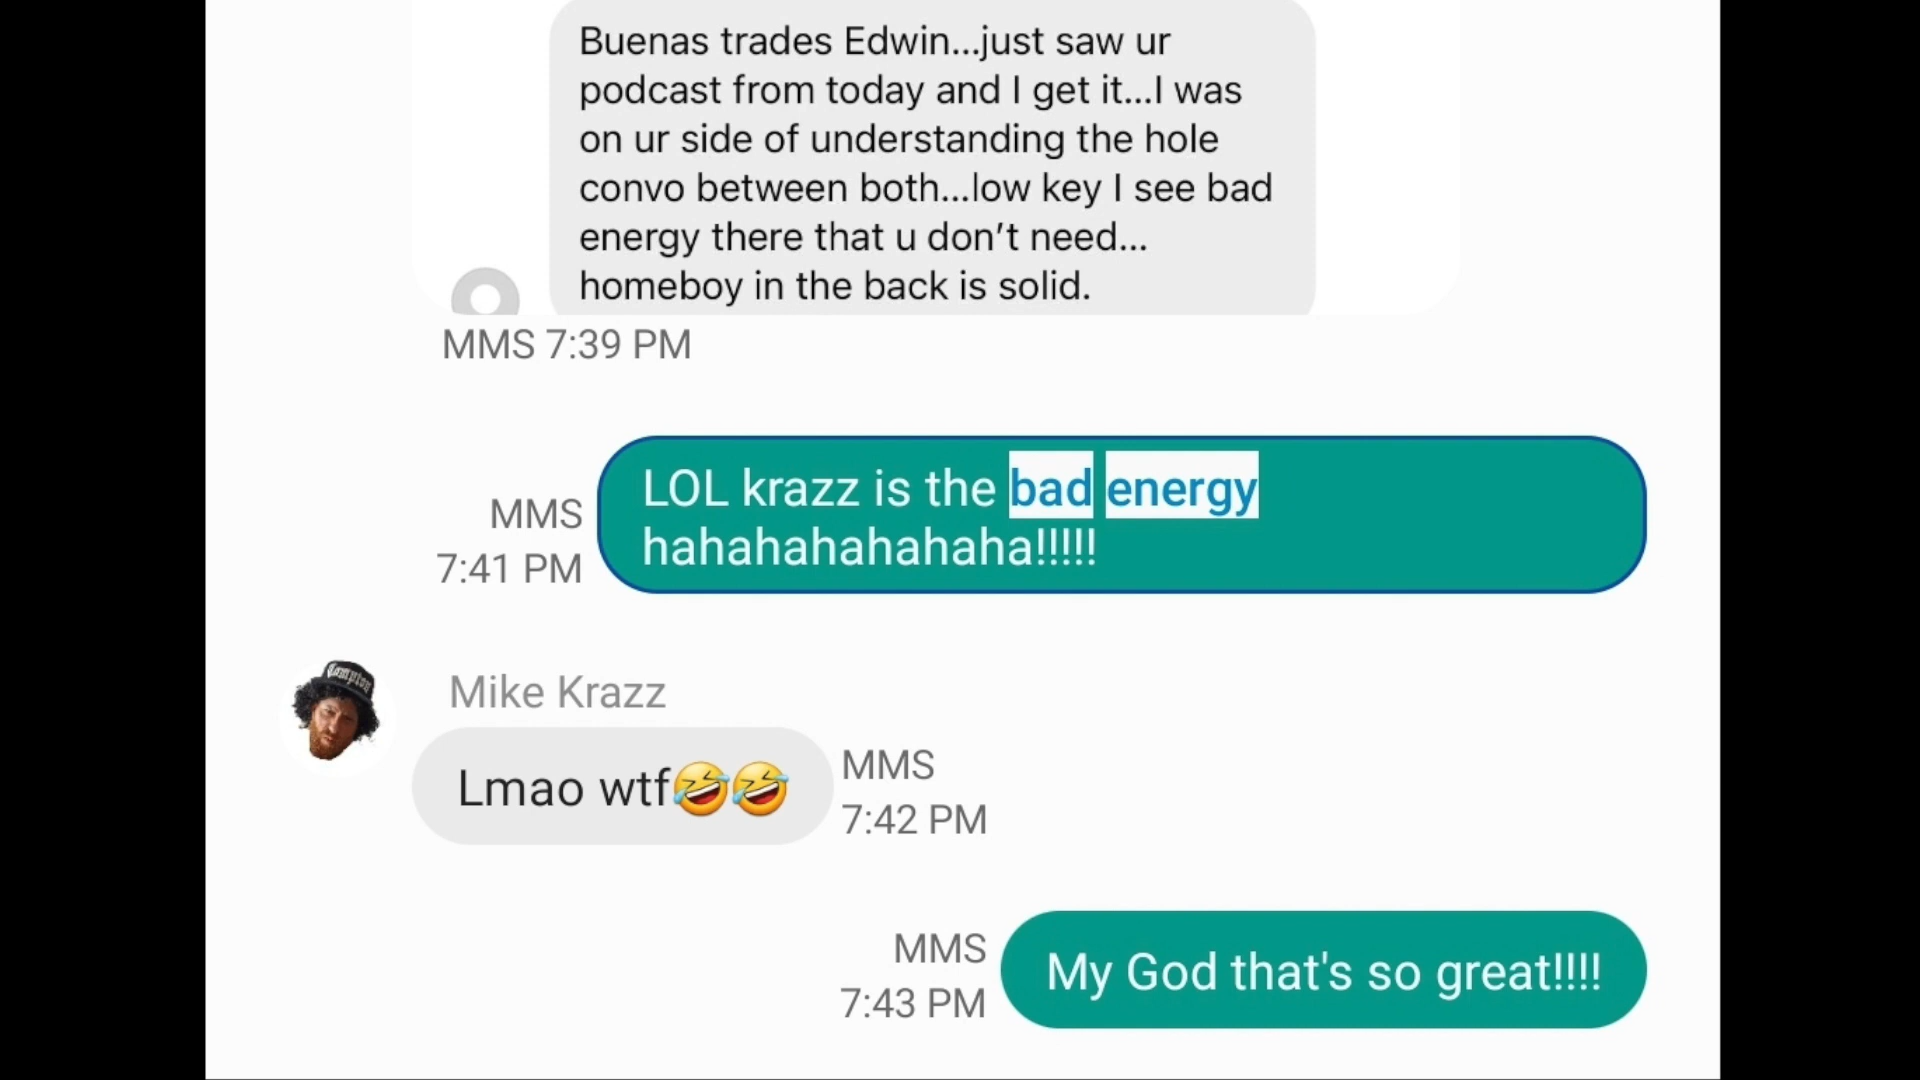 Buenas trades Edwin...just saw ur
podcast from today and I get it...I was
on ur side of understanding the hole
convo between both...low key I see bad
energy there that u don’t need...
homeboy in the back is solid.
MMS 7:39 PM
LOL krazz is the bad energy
hahahahahahaha!!!!!
MMS
7:41 PM
Compton
Mike Krazz
Lmao wtf🤣🤣
MMS
7:42 PM
My God that's so great!!!!
MMS
7:43 PM